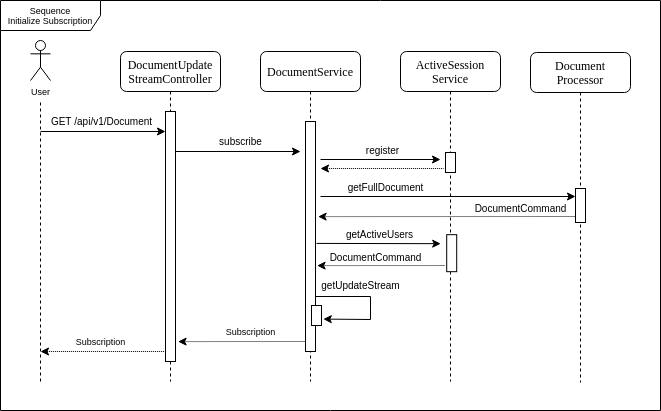 Sequence
Initialize Subscription
User
DocumentUpdate
StreamController
DocumentService
ActiveSession
Service
Document
Processor
GET /api/v1/Document
subscribe
register
getFullDocument
DocumentCommand
getActiveUsers
DocumentCommand
getUpdateStream
Subscription
Subscription